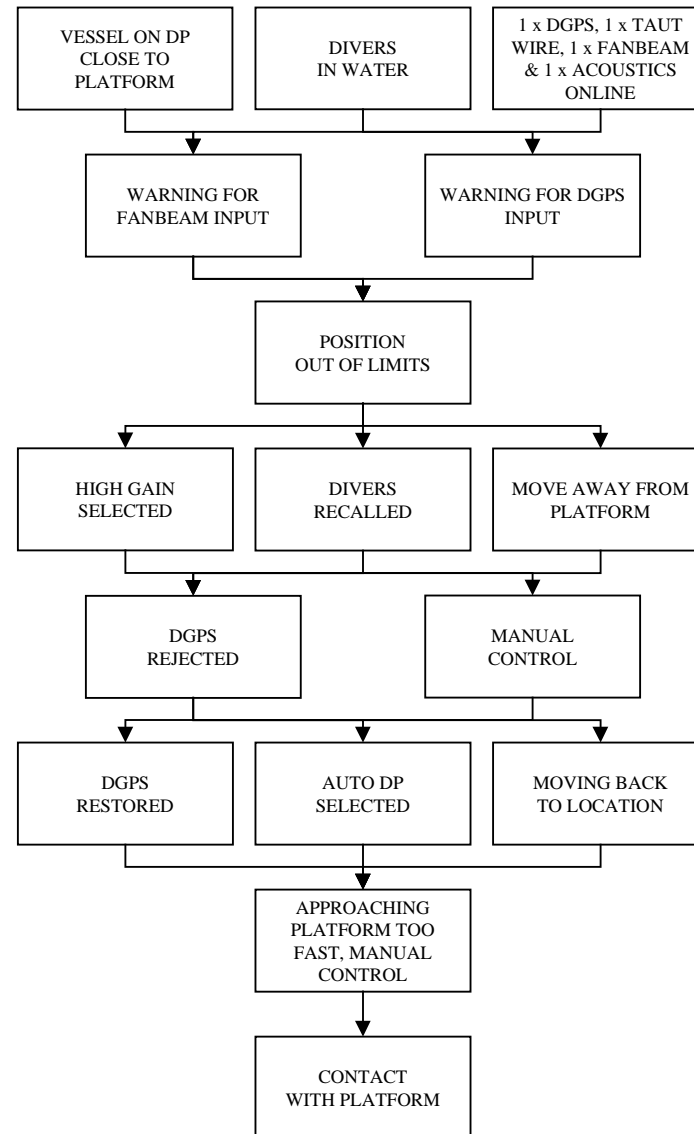 VESSEL ON DP
CLOSE TO
PLATFORM
DIVERS
IN WATER
1 x DGPS, 1 x TAUT
WIRE, 1 x FANBEAM
& 1 x ACOUSTICS
ONLINE
WARNING FOR
FANBEAM INPUT
WARNING FOR DGPS
INPUT
POSITION
OUT OF LIMITS
HIGH GAIN
SELECTED
DIVERS
RECALLED
MOVE AWAY FROM
PLATFORM
DGPS
REJECTED
MANUAL
CONTROL
DGPS
RESTORED
AUTO DP
SELECTED
MOVING BACK
TO LOCATION
APPROACHING
PLATFORM TOO
FAST, MANUAL
CONTROL
CONTACT
WITH PLATFORM